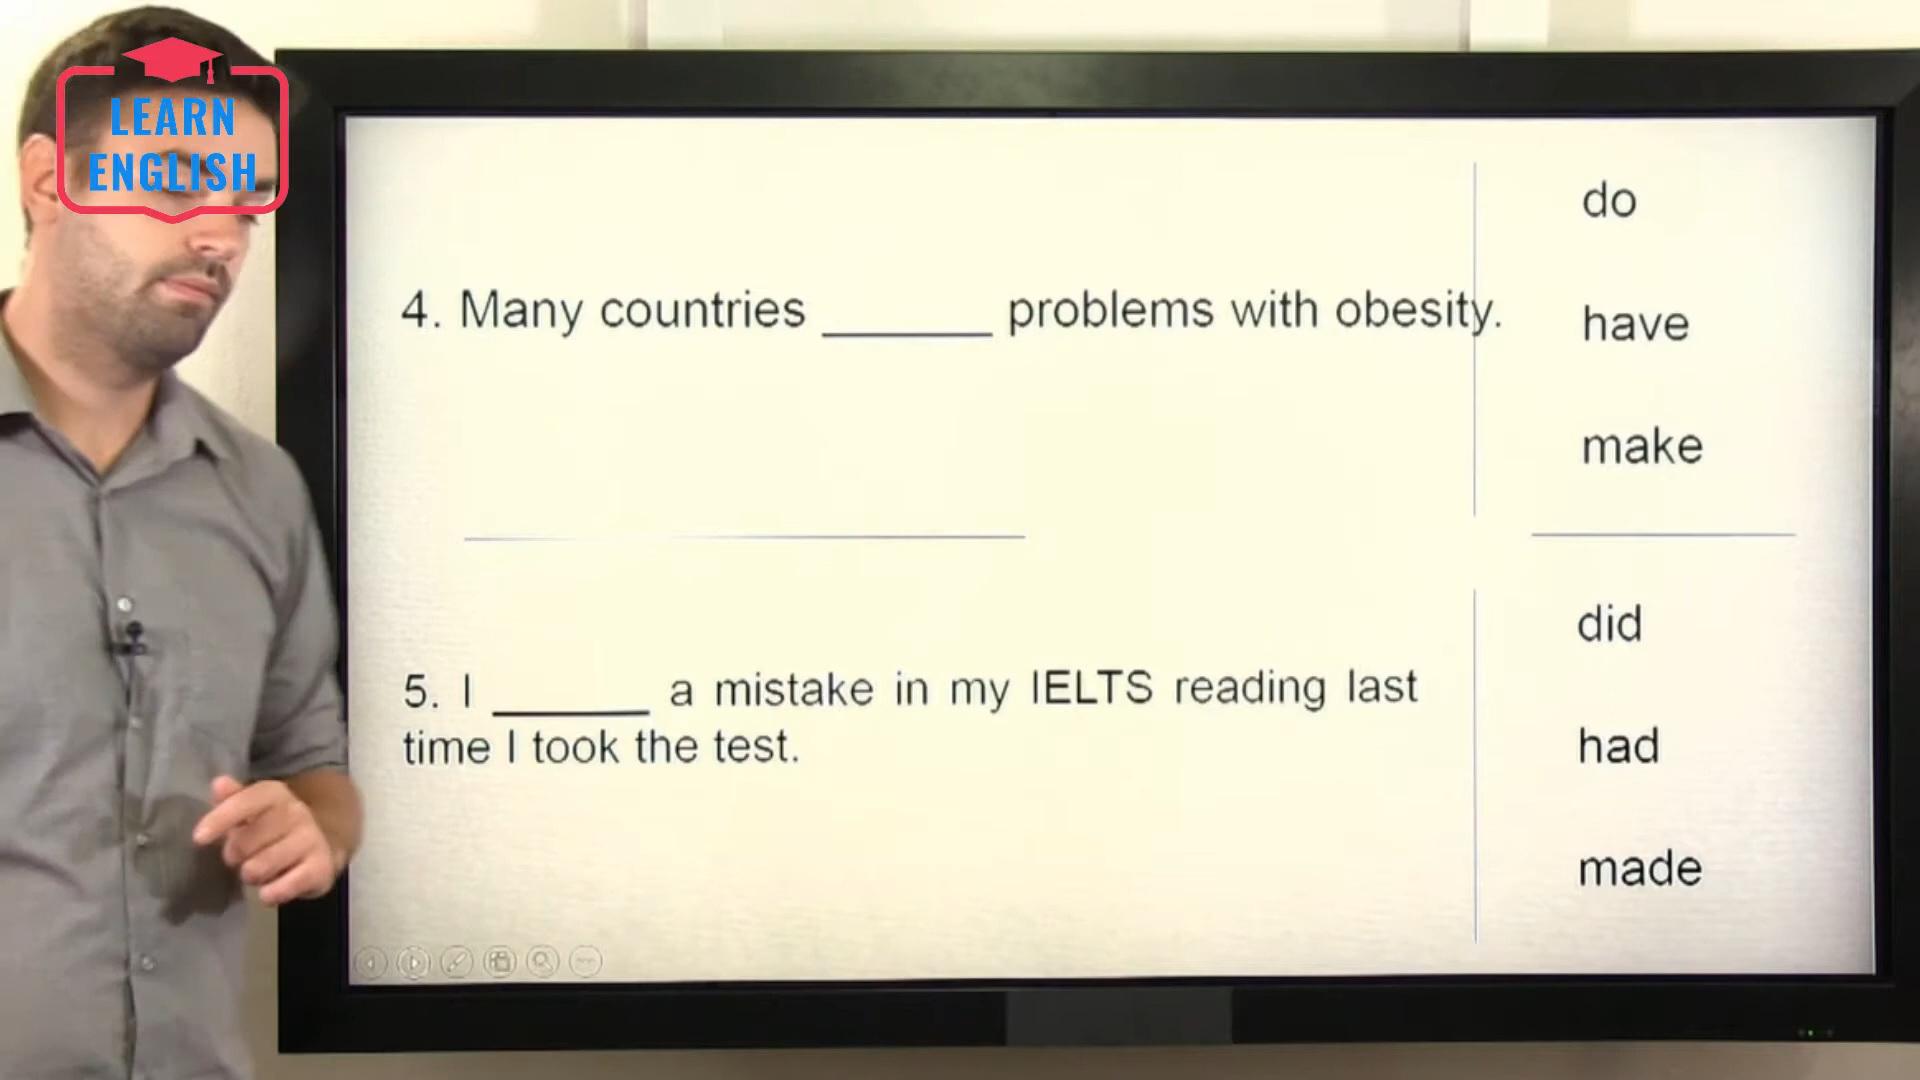 LEARN
ENGLISH
4. Many countries ______ problems with obesity.
do
have
make
5. I ______ a mistake in my IELTS reading last
time I took the test.
did
had
made